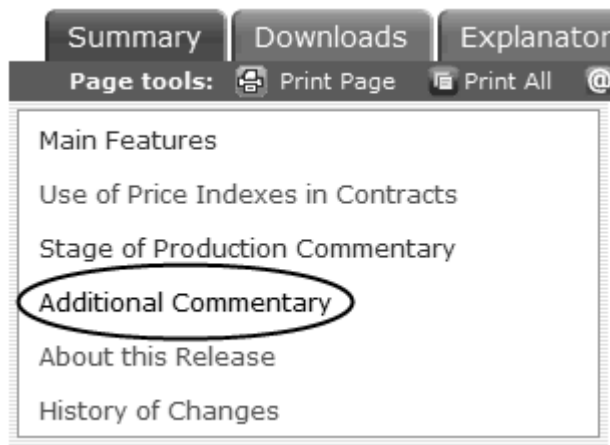 Summary Downloads Explanator
Page tools: Print Page Print All @
Main Features
Use of Price Indexes in Contracts
Stage of Production Commentary
Additional Commentary
About this Release
History of Changes